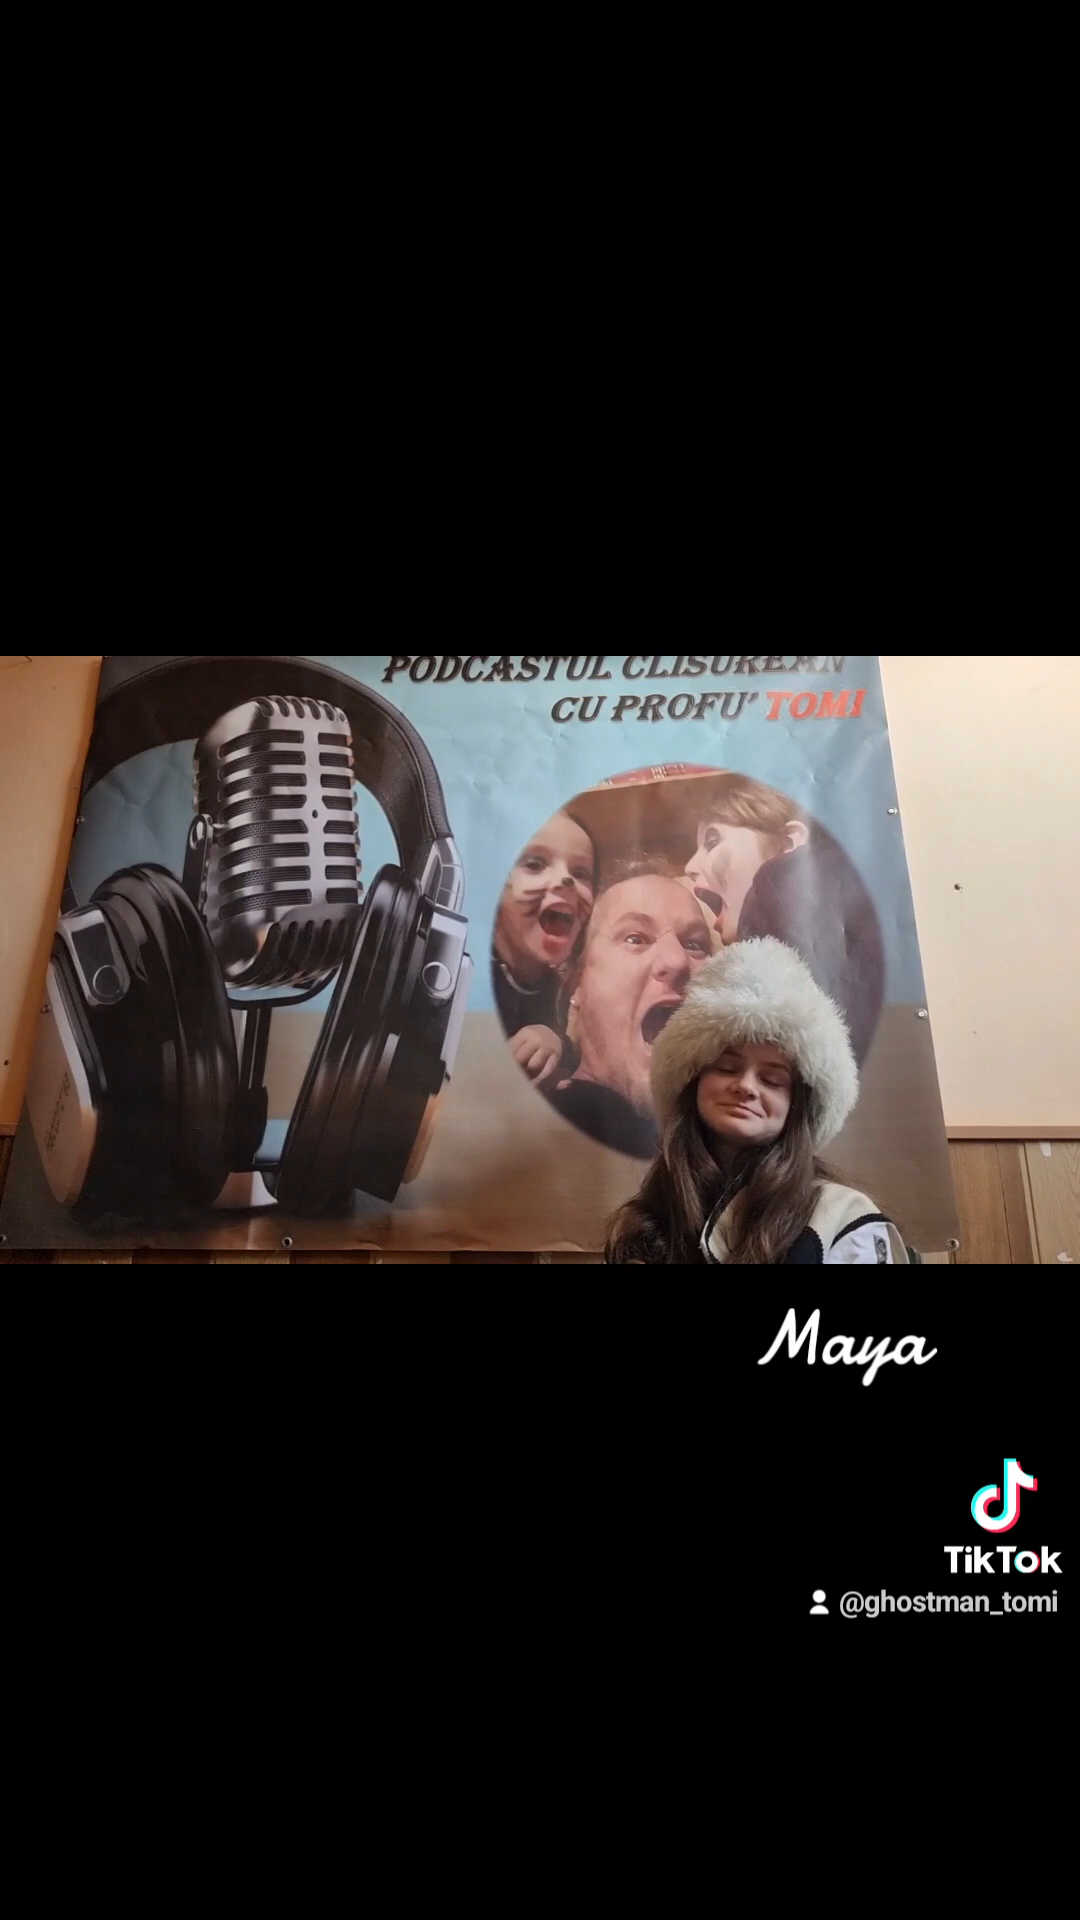 PODCASTUL CLISUREAN
CU PROFU' TOMI
Maya
TikTok
@ghostman_tomi